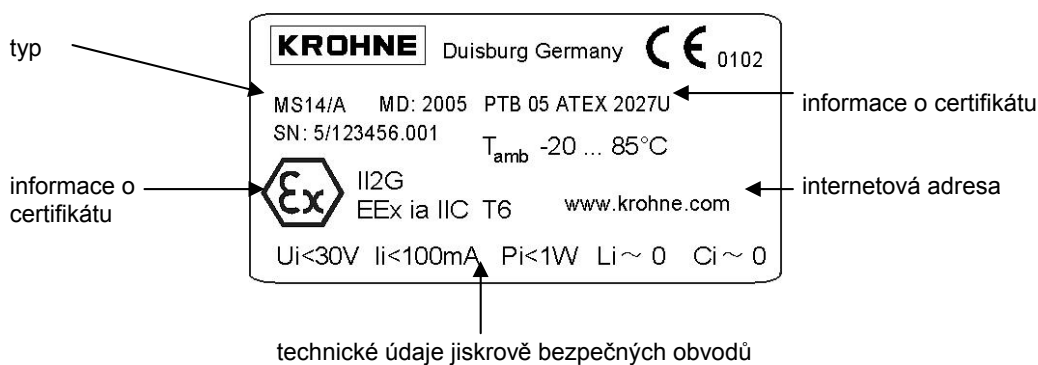 typ
KROHNE Duisburg Germany CE 0102
MS14/A MD: 2005 PTB 05 ATEX 2027U
informace o certifikátu
SN: 5/123456.001
Tamb -20 ... 85°C
informace o
certifikátu
Ex
II2G
EEx ia IIC T6
www.krohne.com
internetová adresa
Ui<30V Ii<100mA Pi<1W Li~ 0 Ci~ 0
technické údaje jiskrově bezpečných obvodů